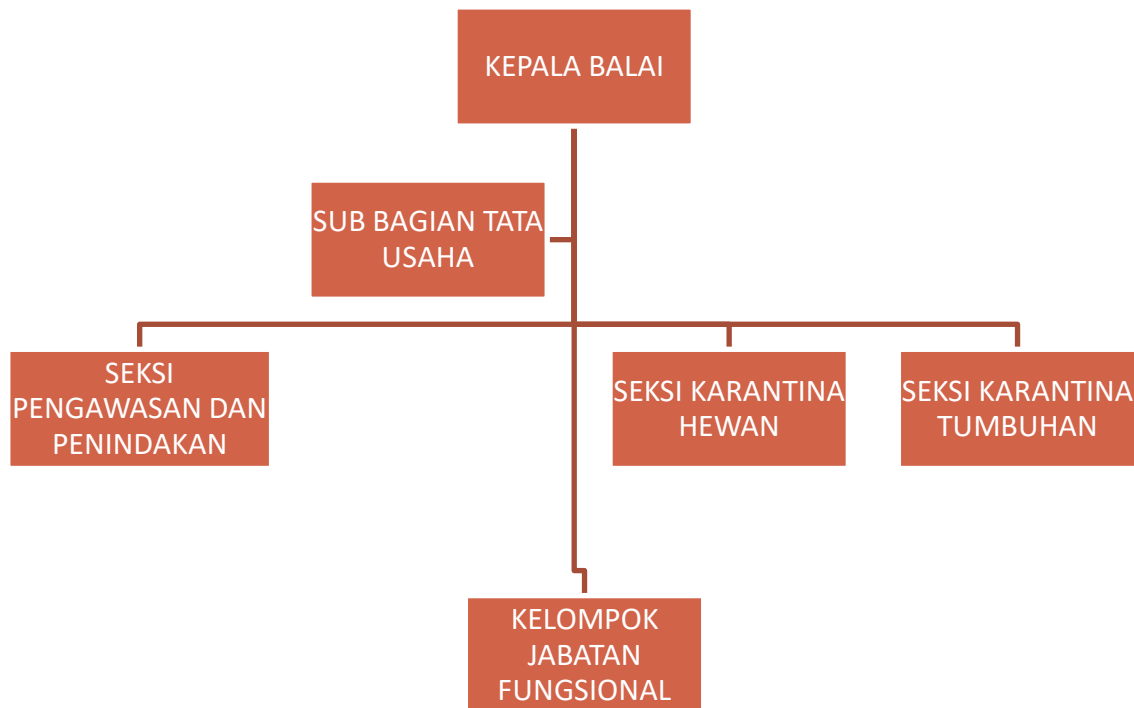 KEPALA BALAI
SUB BAGIAN TATA
USAHA
SEKSI
PENGAWASAN DAN
PENINDAKAN
SEKSI KARANTINA
HEWAN
SEKSI KARANTINA
TUMBUHAN
KELOMPOK
JABATAN
FUNGSIONAL